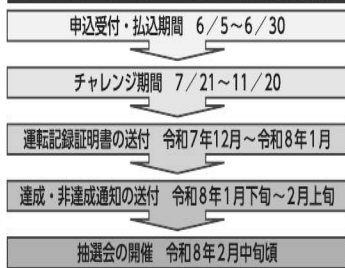 申込受付・払込期間 6/5～6/30
チャレンジ期間 7/21～11/20
運転記録証明書の送付 令和7年12月～令和8年1月
達成・非達成通知の送付 令和8年1月下旬～2月上旬
抽選会の開催 令和8年2月中旬頃